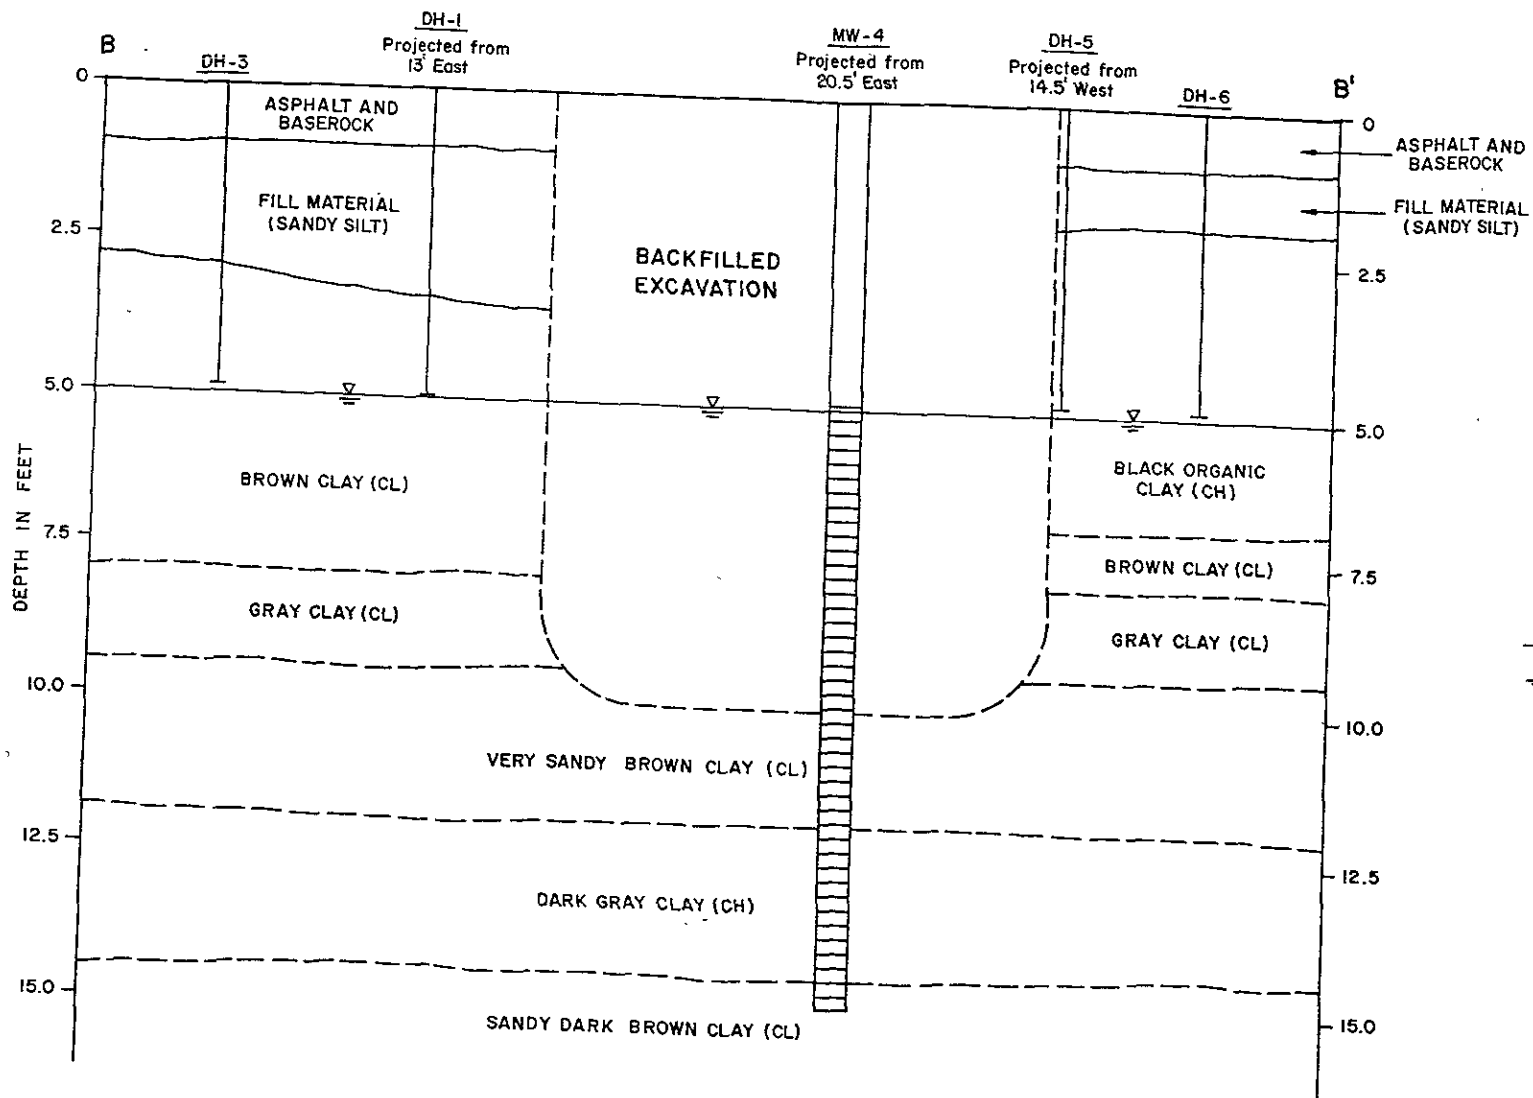 B
DH-3
DH-1
Projected from
13' East
MW-4
Projected from
20.5' East
DH-5
Projected from
14.5' West
DH-6
B'
0
2.5
5.0
7.5
10.0
12.5
15.0
DEPTH IN FEET
ASPHALT AND
BASEROCK
FILL MATERIAL
(SANDY SILT)
BACKFILLED
EXCAVATION
BROWN CLAY (CL)
GRAY CLAY (CL)
VERY SANDY BROWN CLAY (CL)
DARK GRAY CLAY (CH)
SANDY DARK BROWN CLAY (CL)
BLACK ORGANIC
CLAY (CH)
BROWN CLAY (CL)
GRAY CLAY (CL)
0
ASPHALT AND
BASEROCK
FILL MATERIAL
(SANDY SILT)
2.5
5.0
7.5
10.0
12.5
15.0